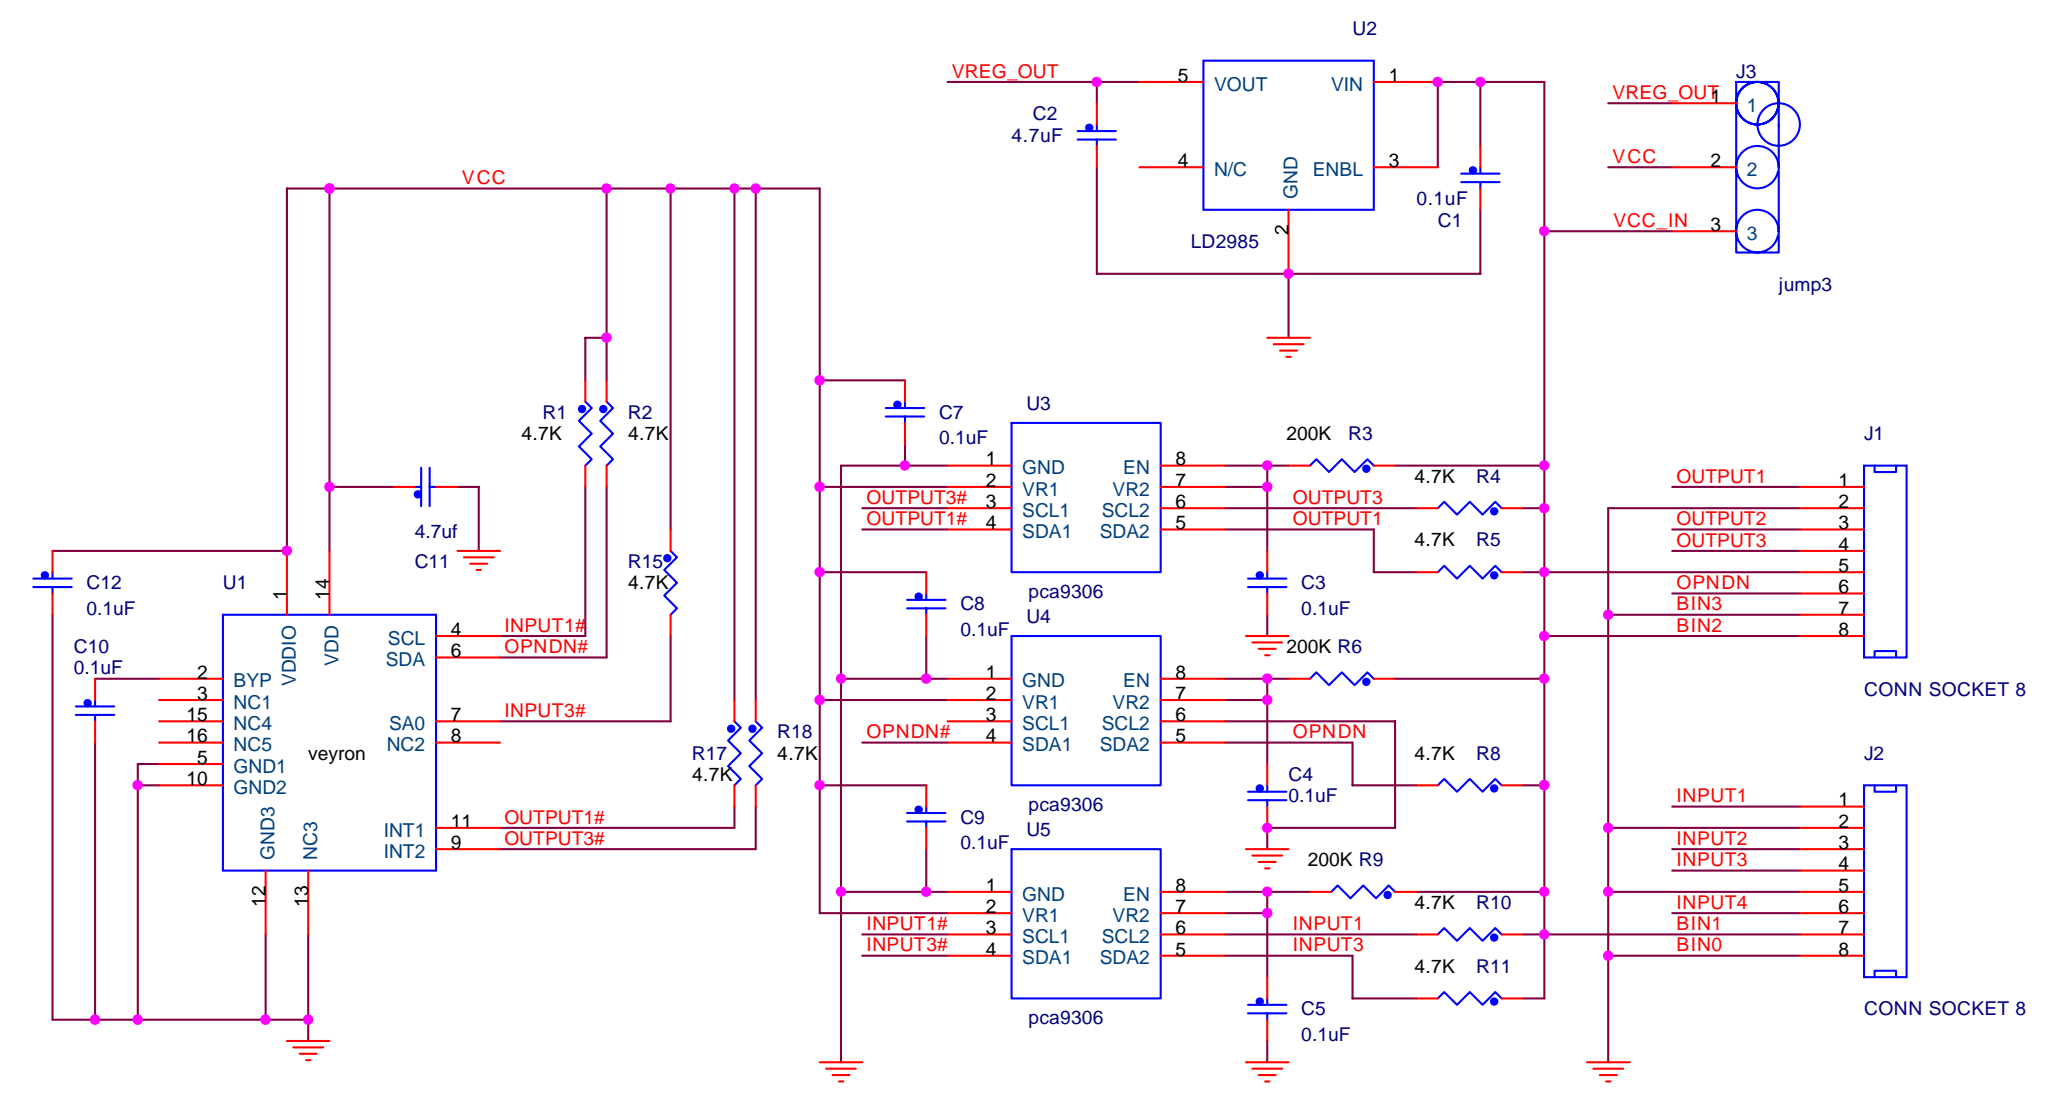 U2
VREG_OUT
5
VOUT
VIN
1
C2
4.7uF
4
N/C
GND
ENBL
3
2
0.1uF
C1
LD2985
J3
VREG_OUT
1
1
VCC
2
2
VCC_IN
3
3
jump3
VCC
R1
4.7K
R2
4.7K
4.7uf
C11
R15
4.7K
C12
0.1uF
U1
1
14
C10
0.1uF
VDDIO
VDD
SCL
4
INPUT1#
SDA
6
OPNDN#
2
BYP
3
NC1
15
NC4
16
NC5
5
GND1
10
GND2
SA0
7
INPUT3#
NC2
8
veyron
GND3
NC3
INT1
11
OUTPUT1#
INT2
9
OUTPUT3#
12
13
R17
4.7K
R18
4.7K
C7
0.1uF
U3
1
GND
EN
8
2
VR1
VR2
7
OUTPUT3#
3
SCL1
SCL2
6
OUTPUT3
OUTPUT1#
4
SDA1
SDA2
5
OUTPUT1
pca9306
200K
R3
4.7K
R4
4.7K
R5
C3
0.1uF
C8
0.1uF
U4
1
GND
EN
8
2
VR1
VR2
7
3
SCL1
SCL2
6
OPNDN#
4
SDA1
SDA2
5
OPNDN
pca9306
200K
R6
4.7K
R8
C4
0.1uF
C9
0.1uF
U5
1
GND
EN
8
2
VR1
VR2
7
INPUT1#
3
SCL1
SCL2
6
INPUT1
INPUT3#
4
SDA1
SDA2
5
INPUT3
pca9306
200K
R9
4.7K
R10
4.7K
R11
C5
0.1uF
J1
OUTPUT1
1
2
OUTPUT2
3
OUTPUT3
4
5
OPNDN
6
BIN3
7
BIN2
8
CONN SOCKET 8
J2
INPUT1
1
2
INPUT2
3
INPUT3
4
5
INPUT4
6
BIN1
7
BIN0
8
CONN SOCKET 8